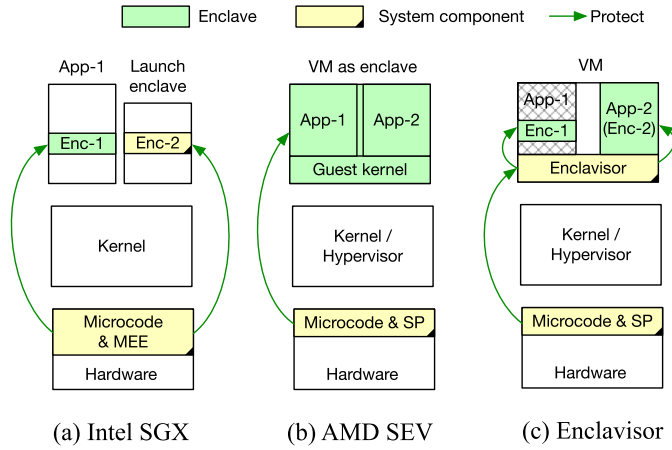 Enclave
System component
Protect
App-1
Launch
enclave
Enc-1
Enc-2
Kernel
Microcode
& MEE
Hardware
(a) Intel SGX
VM as enclave
App-1
App-2
Guest kernel
Kernel /
Hypervisor
Microcode & SP
Hardware
(b) AMD SEV
VM
App-1
Enc-1
App-2
(Enc-2)
Enclavisor
Kernel /
Hypervisor
Microcode & SP
Hardware
(c) Enclavisor